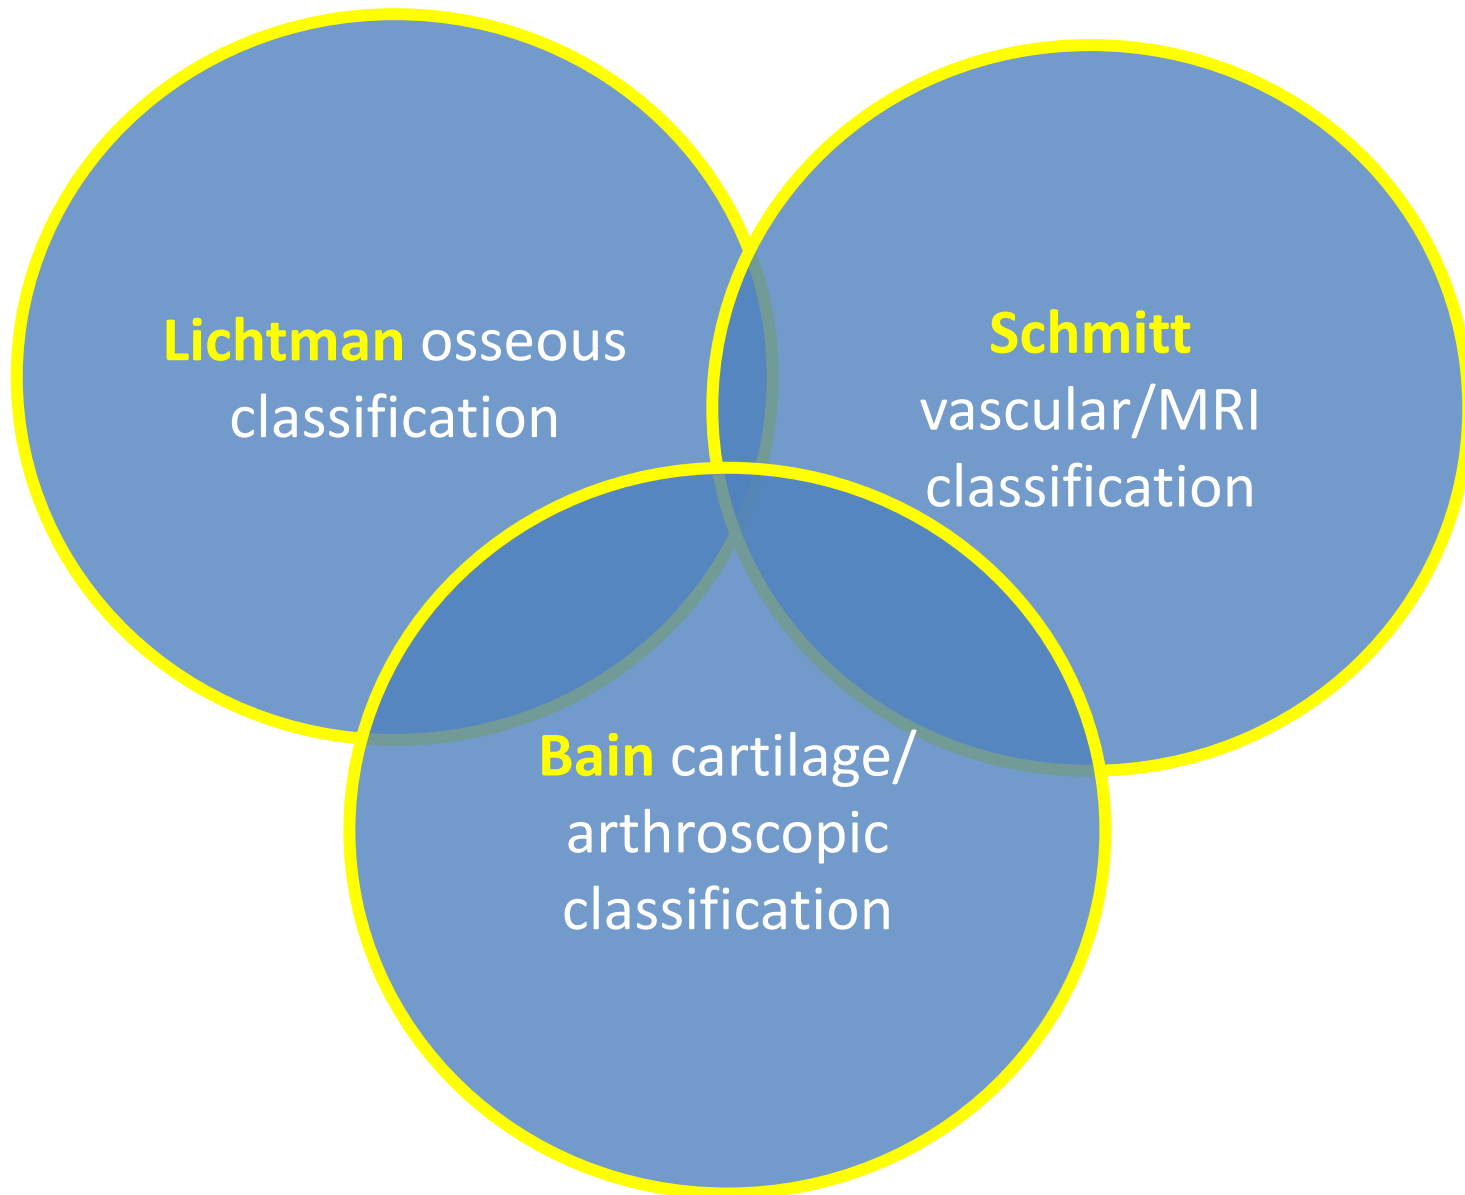 Lichtman osseous
classification
Schmitt
vascular/MRI
classification
Bain cartilage/
arthroscopic
classification